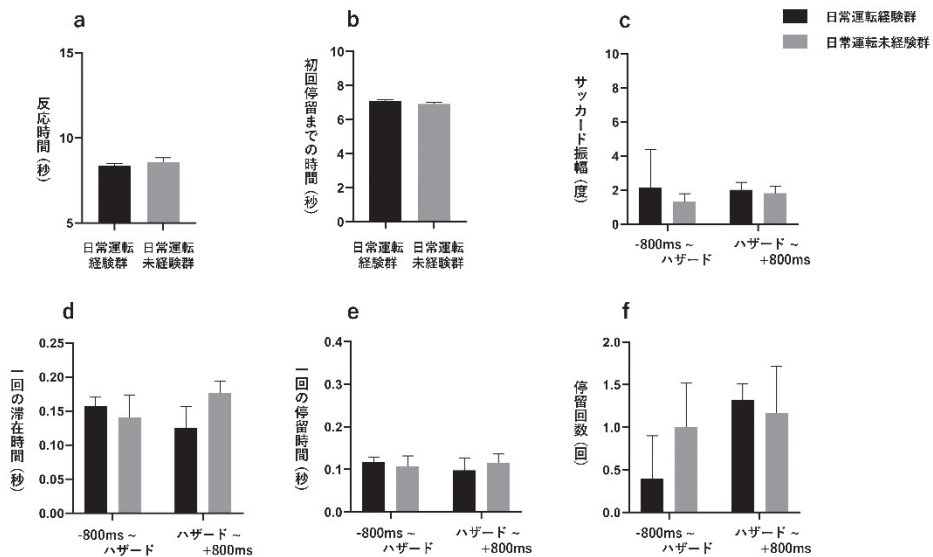 a
b
c
日常運転経験群
日常運転未経験群
反応時間（秒）
15
10
5
日常運転
経験群
日常運転
未経験群
初回停留までの時間（秒）
10
8
6
4
2
0
日常運転
経験群
日常運転
未経験群
サッカード振幅（度）
10
8
6
4
2
0
-800ms ~
ハザード
ハザード ~
+800ms
d
e
f
一回の滞在時間（秒）
0.25
0.20
0.15
0.10
0.05
0.00
-800ms ~
ハザード
ハザード ~
+800ms
一回の停留時間（秒）
0.4
0.3
0.2
0.1
0.0
-800ms ~
ハザード
ハザード ~
+800ms
停留回数（回）
2.0
1.5
1.0
0.5
0.0
-800ms ~
ハザード
ハザード ~
+800ms